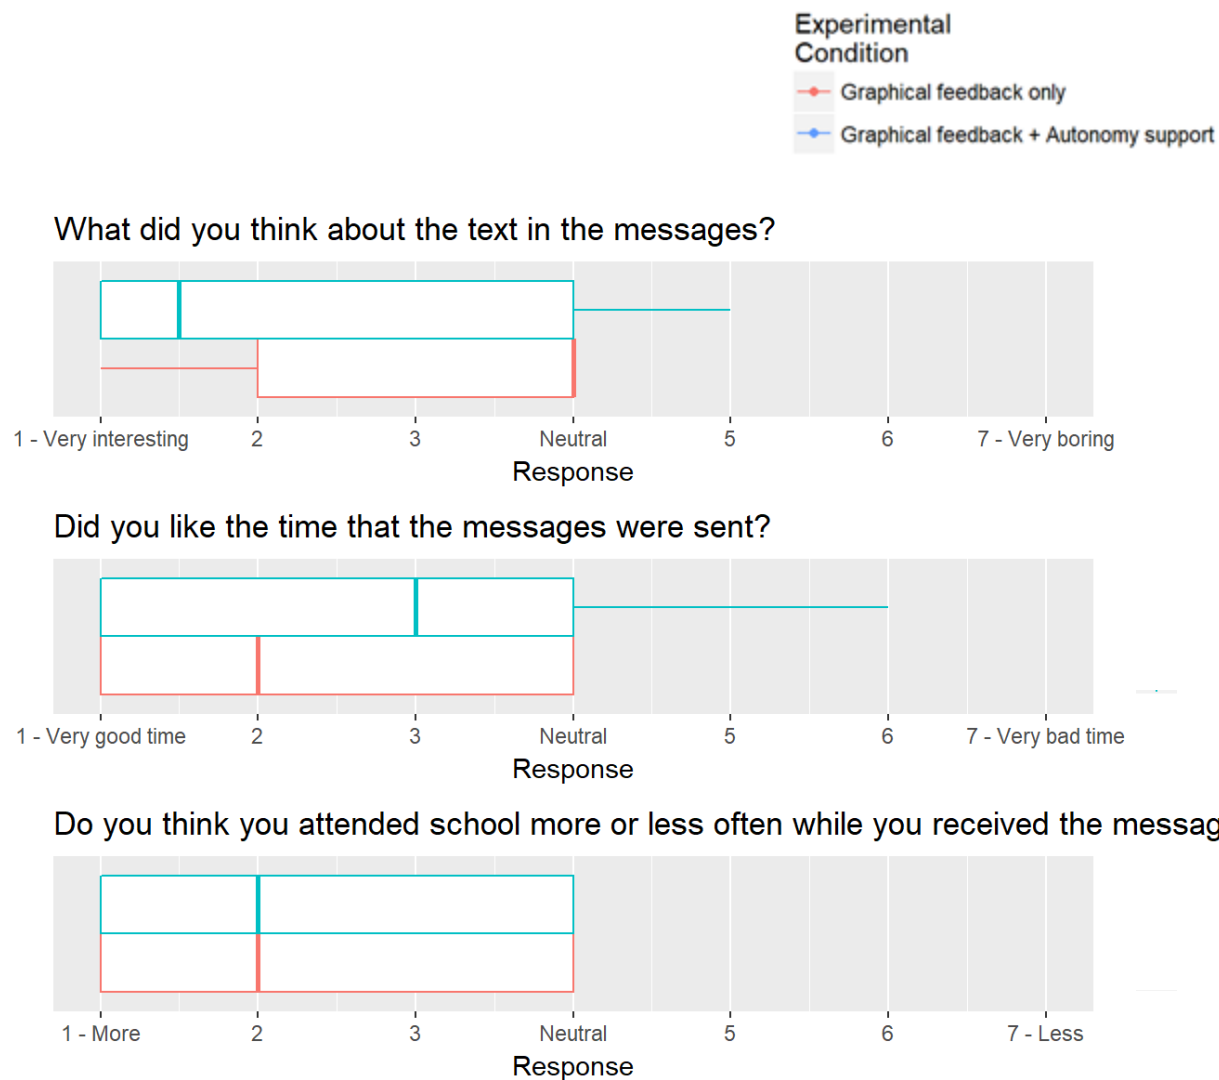 Experimental
Condition
Graphical feedback only
Graphical feedback + Autonomy support
What did you think about the text in the messages?
1 - Very interesting 2 3 Neutral 5 6 7 - Very boring
Response
Did you like the time that the messages were sent?
1 - Very good time 2 3 Neutral 5 6 7 - Very bad time
Response
Do you think you attended school more or less often while you received the messag
1 - More 2 3 Neutral 5 6 7 - Less
Response